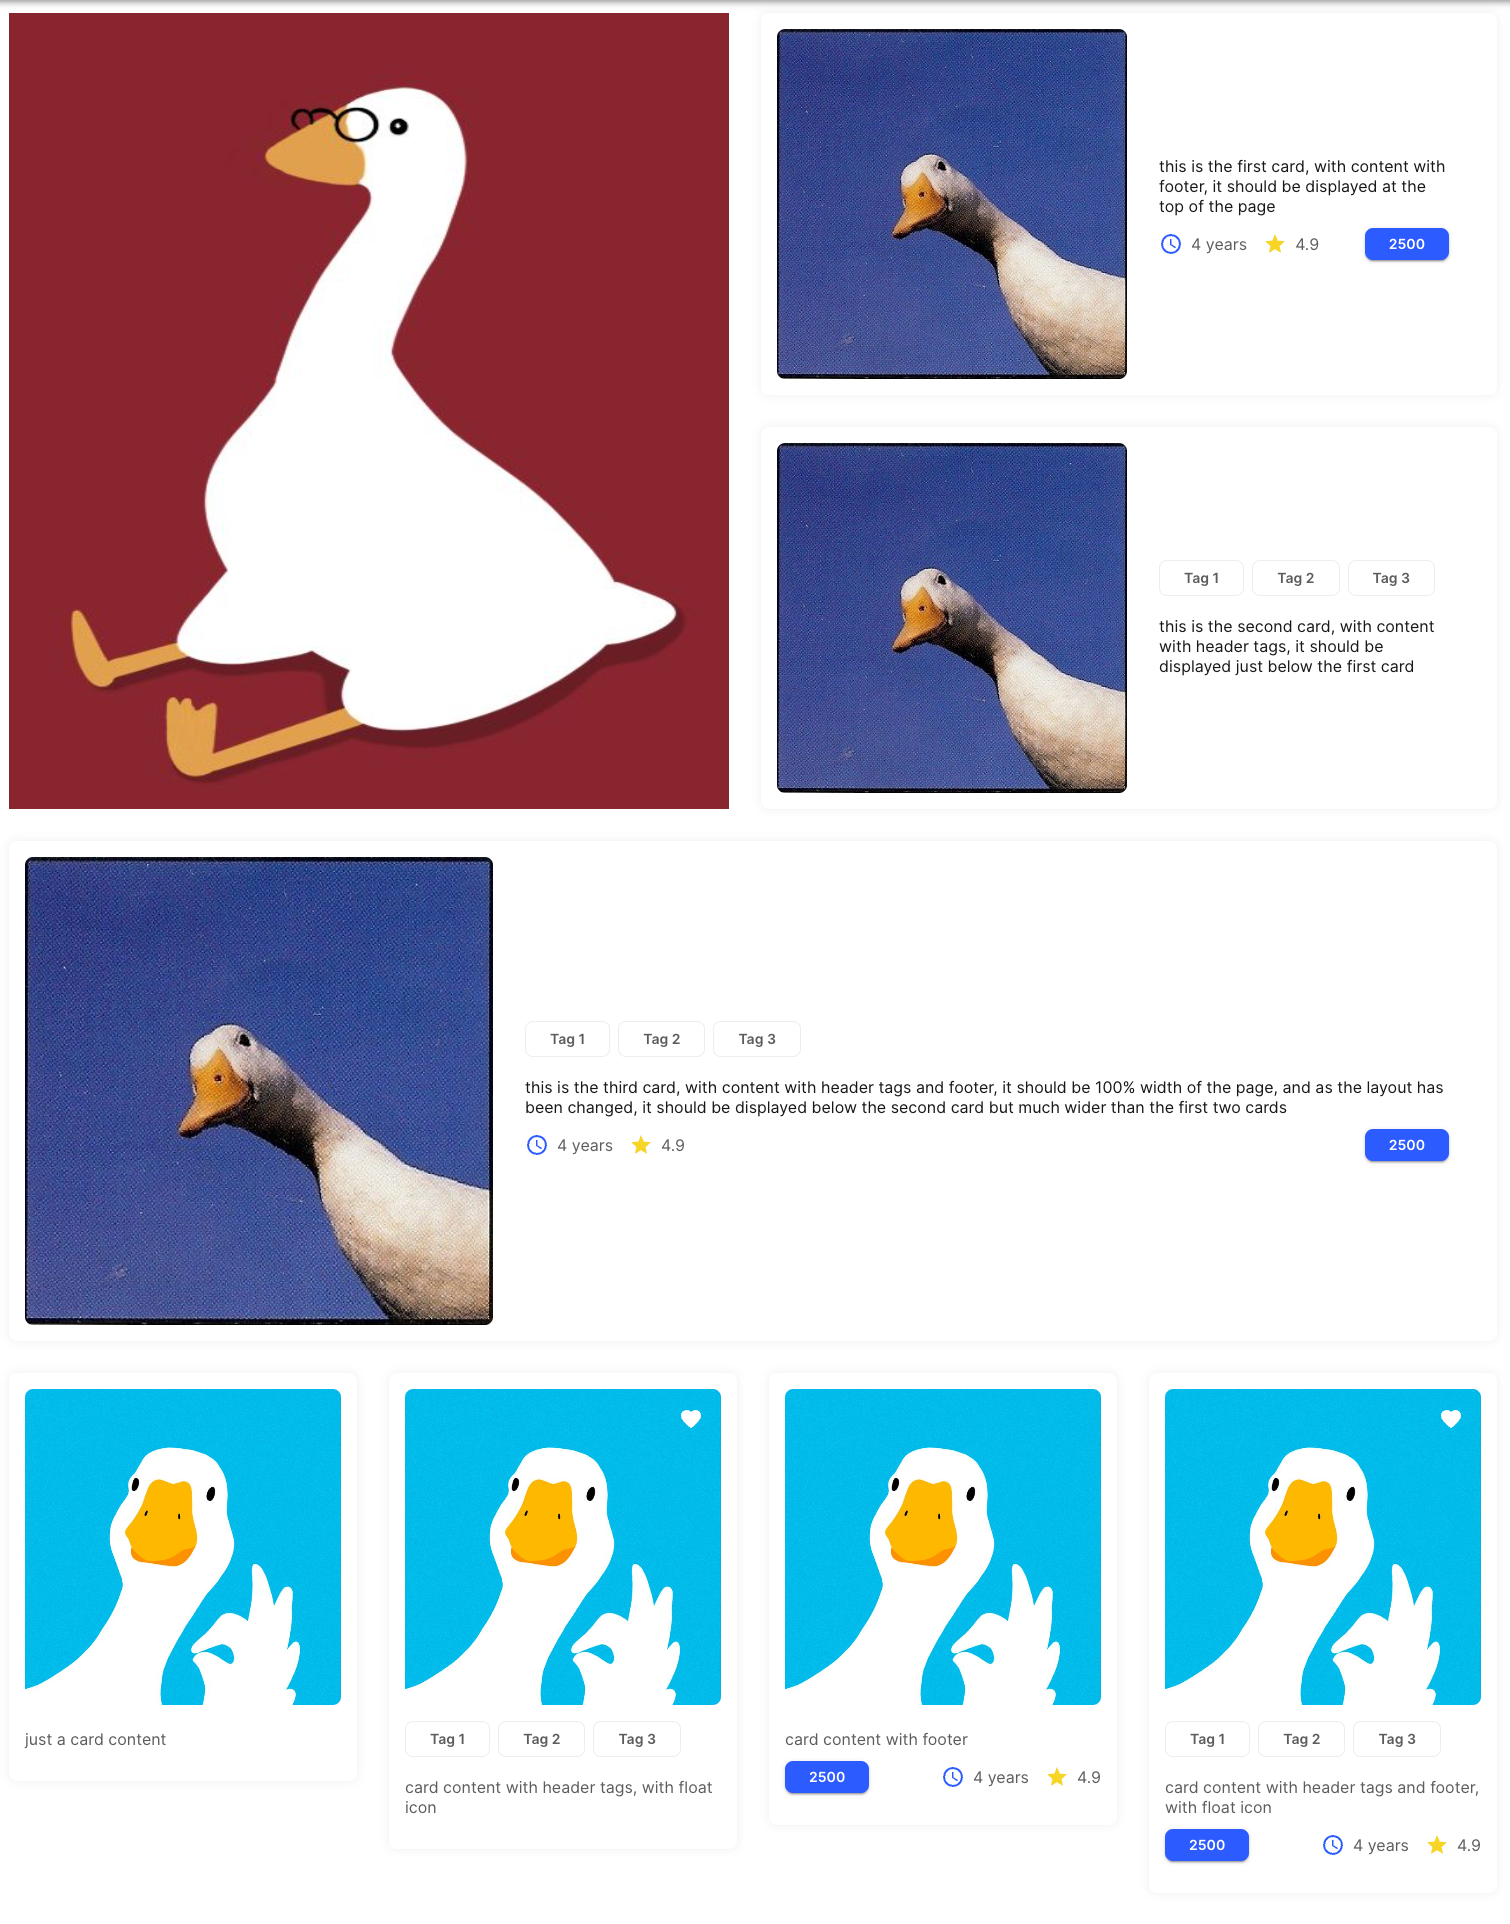 this is the first card, with content with
footer, it should be displayed at the
top of the page
4 years 4.9 2500
Tag 1 Tag 2 Tag 3
this is the second card, with content
with header tags, it should be
displayed just below the first card
Tag 1 Tag 2 Tag 3
this is the third card, with content with header tags and footer, it should be 100% width of the page, and as the layout has
been changed, it should be displayed below the second card but much wider than the first two cards
4 years 4.9 2500
just a card content
Tag 1 Tag 2 Tag 3
card content with header tags, with float
icon
card content with footer
2500 4 years 4.9
Tag 1 Tag 2 Tag 3
card content with header tags and footer,
with float icon
2500 4 years 4.9